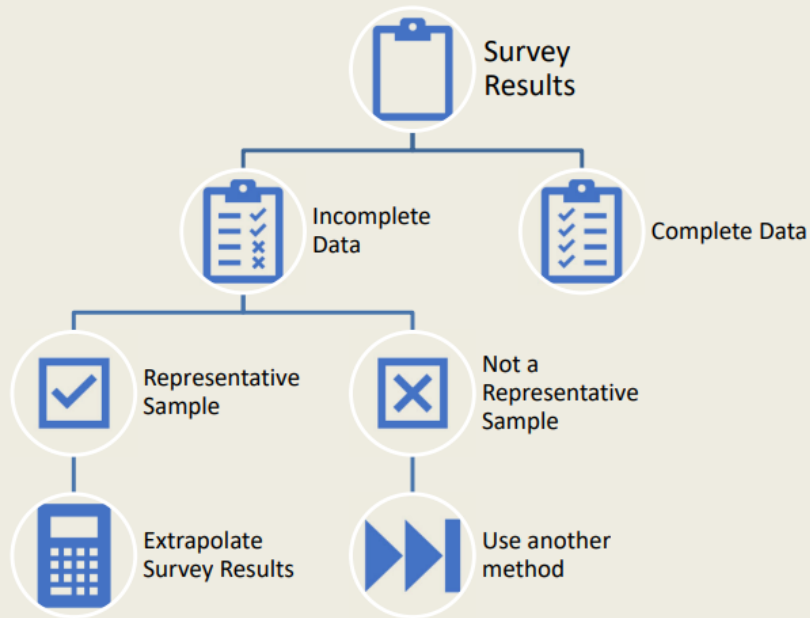 Survey
Results
Incomplete
Data
Complete Data
Representative
Sample
Not a
Representative
Sample
Extrapolate
Survey Results
Use another
method